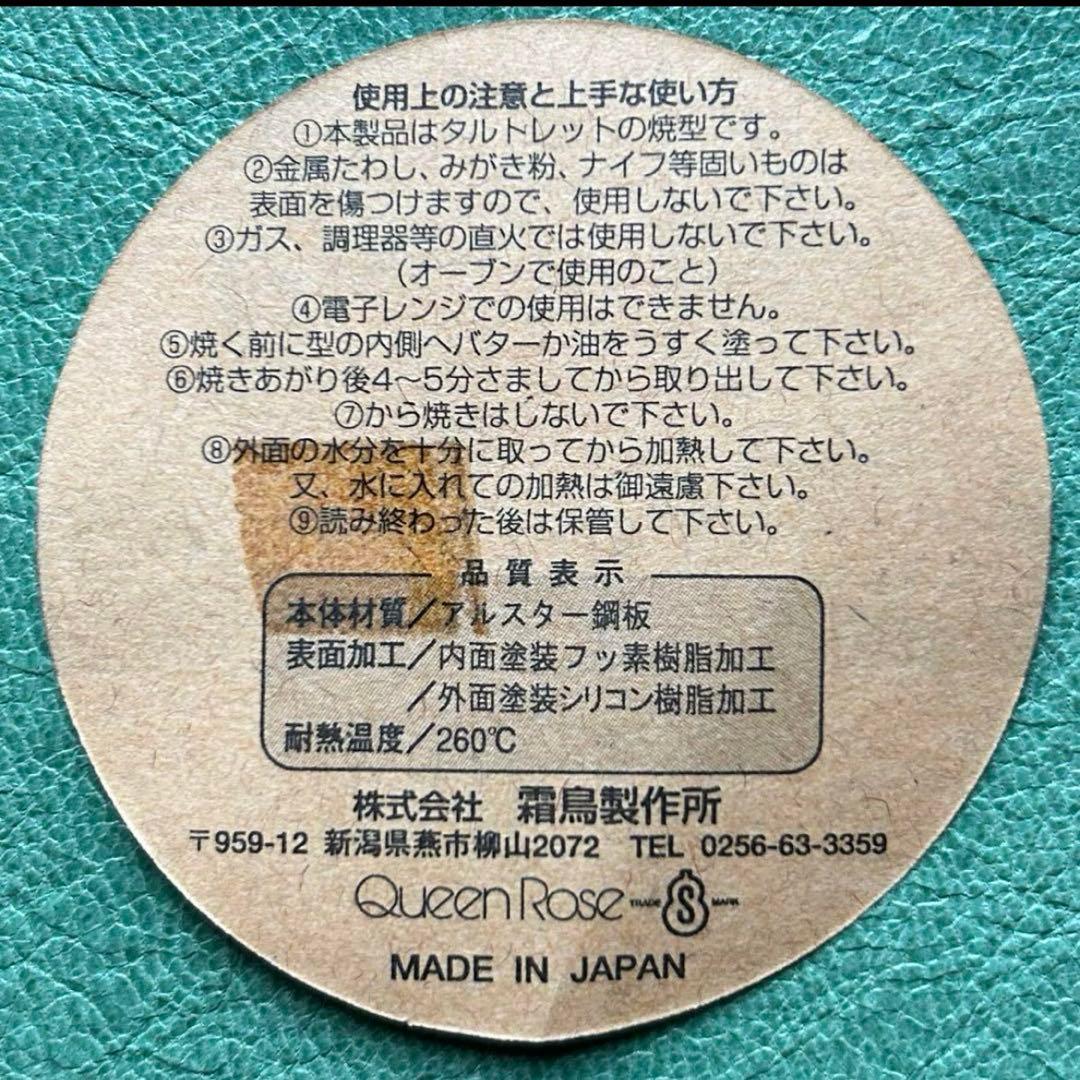 使用上の注意と上手な使い方
①本製品はタルトレットの焼型です。
②金属たわし、みがき粉、ナイフ等固いものは
表面を傷つけますので、使用しないで下さい。
③ガス、調理器等の直火では使用しないで下さい。
(オーブンで使用のこと)
④電子レンジでの使用はできません。
⑤焼く前に型の内側へバターか油をうすく塗って下さい。
⑥焼きあがり後4～5分さましてから取り出して下さい。
⑦から焼きはしないで下さい。
⑧外面の水分を十分に取ってから加熱して下さい。
又、水に入れての加熱は御遠慮下さい。
⑨読み終わった後は保管して下さい。
品質表示
本体材質/アルスター鋼板
表面加工/内面塗装フッ素樹脂加工
/外面塗装シリコン樹脂加工
耐熱温度/260℃
株式会社 霜鳥製作所
〒959-12 新潟県燕市柳山2072 TEL 0256-63-3359
Queen Rose TRADE S MARK
MADE IN JAPAN